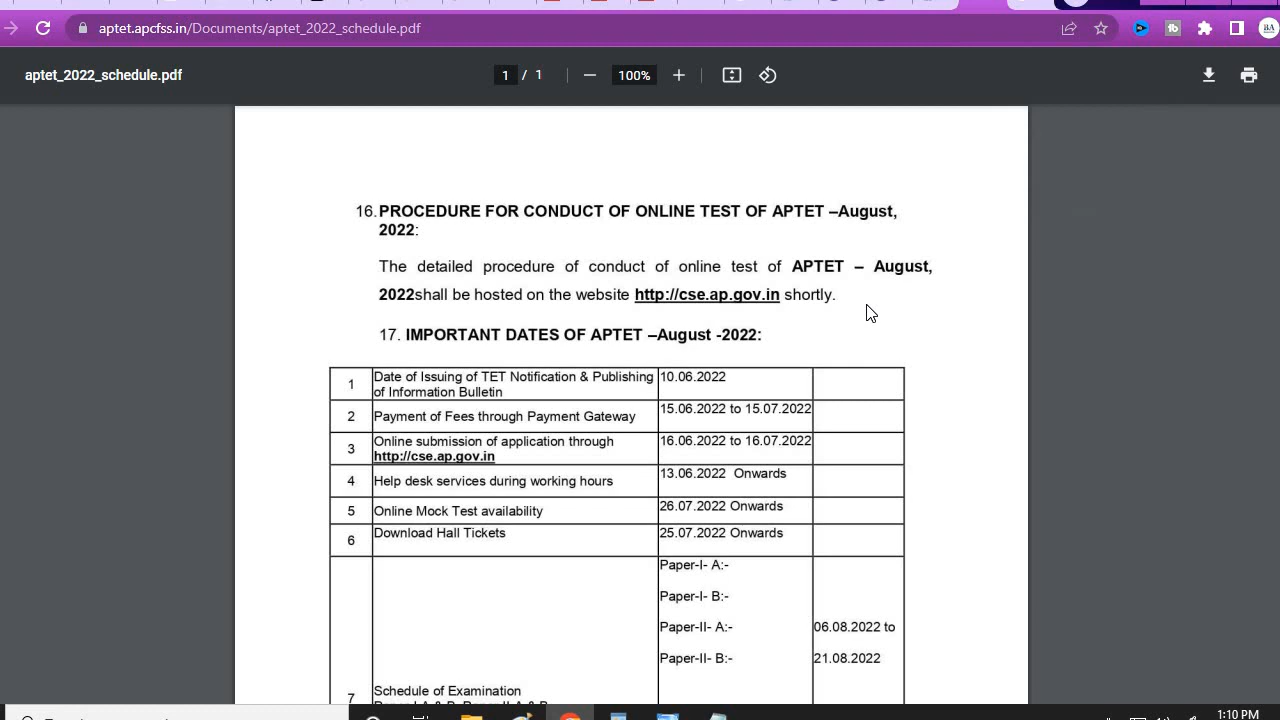 aptet.apcfss.in/Documents/aptet_2022_schedule.pdf
BA
aptet_2022_schedule.pdf
1 / 1
100%
16. PROCEDURE FOR CONDUCT OF ONLINE TEST OF APTET –August,
2022:
The detailed procedure of conduct of online test of APTET – August,
2022shall be hosted on the website http://cse.ap.gov.in shortly.
17. IMPORTANT DATES OF APTET –August -2022:
1 Date of Issuing of TET Notification & Publishing 10.06.2022
of Information Bulletin
2 Payment of Fees through Payment Gateway 15.06.2022 to 15.07.2022
3 Online submission of application through 16.06.2022 to 16.07.2022
http://cse.ap.gov.in
4 Help desk services during working hours 13.06.2022 Onwards
5 Online Mock Test availability 26.07.2022 Onwards
6 Download Hall Tickets 25.07.2022 Onwards
Paper-I- A:-
Paper-I- B:-
Paper-II- A:- 06.08.2022 to
Paper-II- B:- 21.08.2022
7 Schedule of Examination
1:10 PM